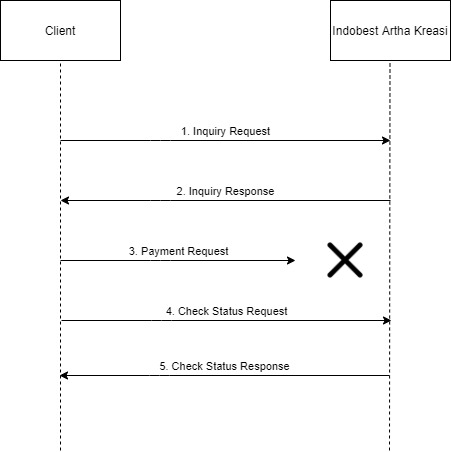 Client
Indobest Artha Kreasi
1. Inquiry Request
2. Inquiry Response
3. Payment Request
4. Check Status Request
5. Check Status Response